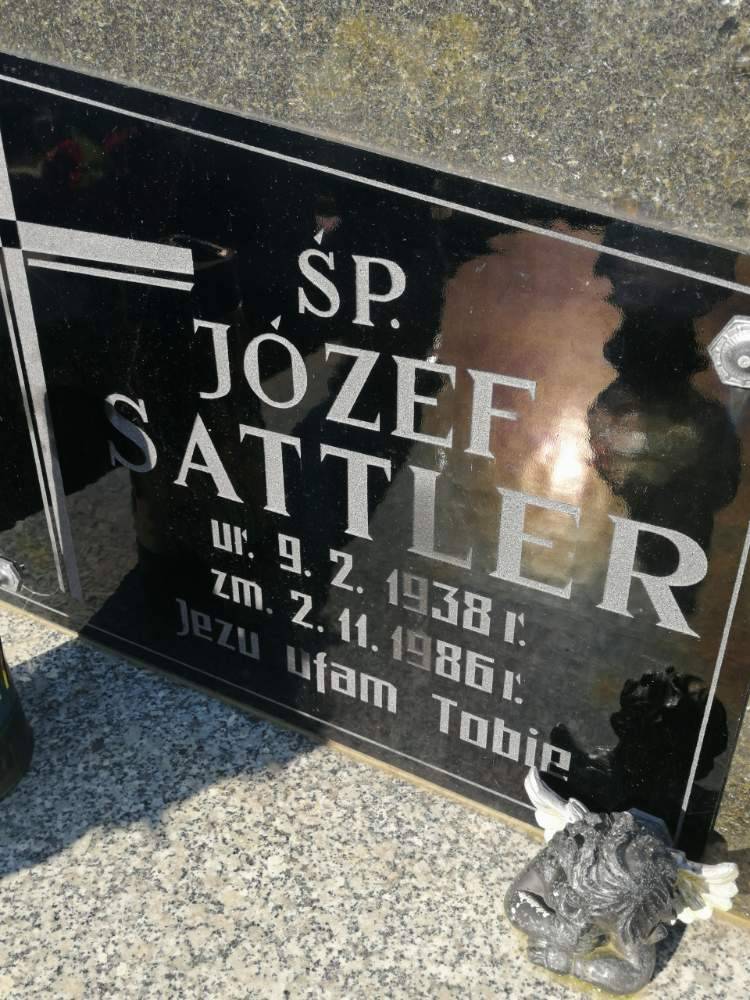 ŚP.
JÓZEF
SATTLER
ur. 9. 2. 1938 r.
zm. 2. 11. 1986 r.
Jezu ufam Tobie